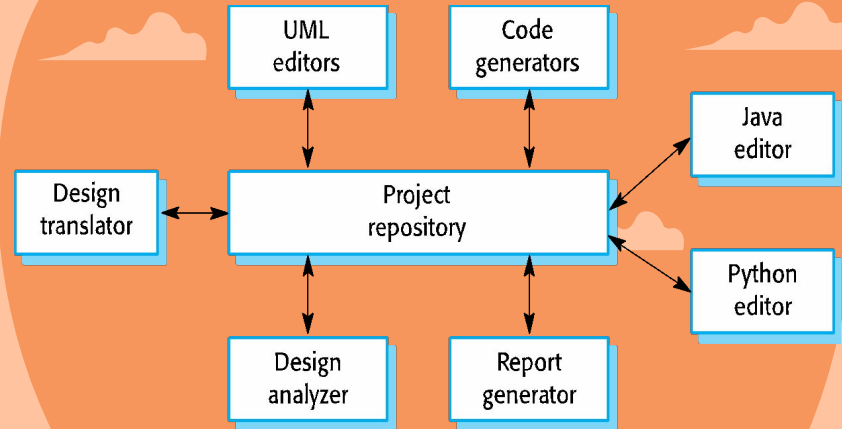 UML
editors
Code
generators
Java
editor
Design
translator
Project
repository
Python
editor
Design
analyzer
Report
generator